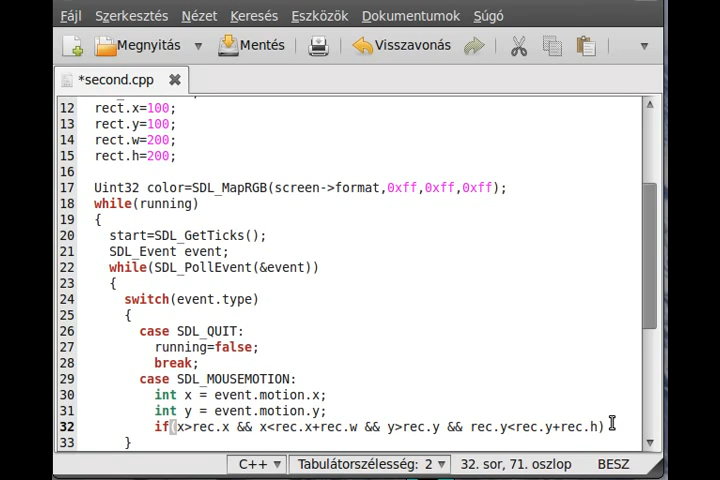 Fájl Szerkesztés Nézet Keresés Eszközök Dokumentumok Súgó
Megnyitás Mentés Visszavonás
*second.cpp
12 rect.x=100;
13 rect.y=100;
14 rect.w=200;
15 rect.h=200;
16
17 Uint32 color=SDL_MapRGB(screen->format,0xff,0xff,0xff);
18 while(running)
19 {
20 start=SDL_GetTicks();
21 SDL_Event event;
22 while(SDL_PollEvent(&event))
23 {
24 switch(event.type)
25 {
26 case SDL_QUIT:
27 running=false;
28 break;
29 case SDL_MOUSEMOTION:
30 int x = event.motion.x;
31 int y = event.motion.y;
32 if(x>rec.x && x<rec.x+rec.w && y>rec.y && rec.y<rec.y+rec.h)
33 }
C++ Tabulátorszélesség: 2 32. sor, 71. oszlop BESZ